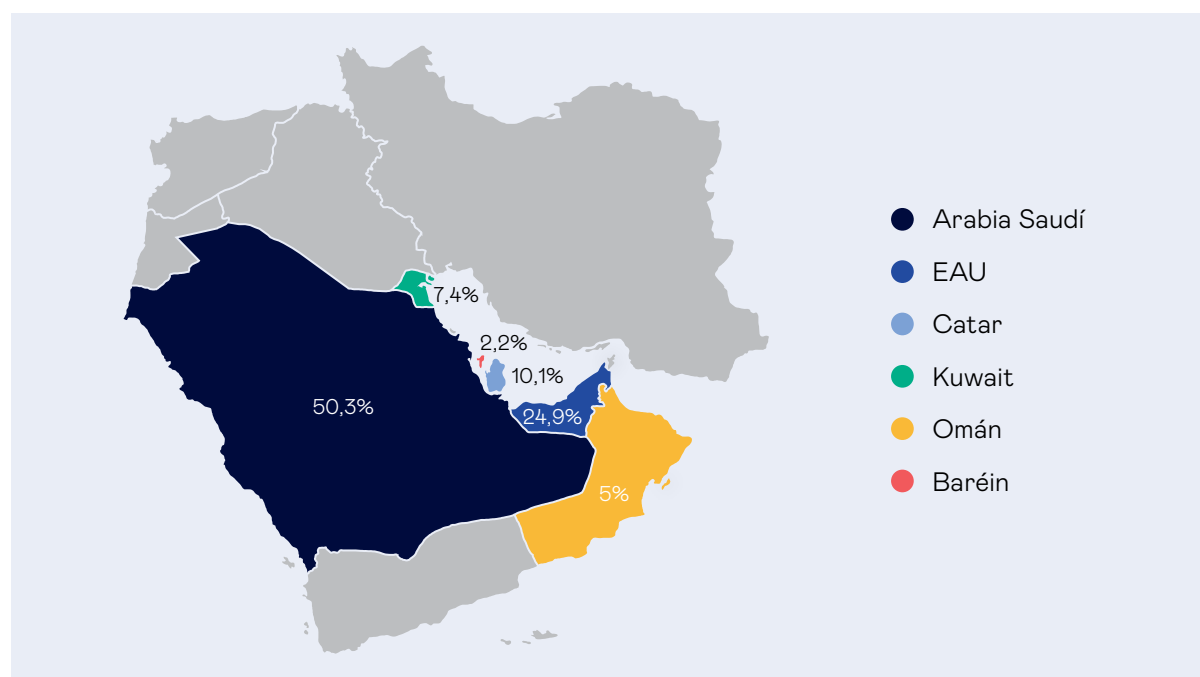 7,4%
2,2%
10,1%
50,3%
24,9%
5%
Arabia Saudí
EAU
Catar
Kuwait
Omán
Baréin